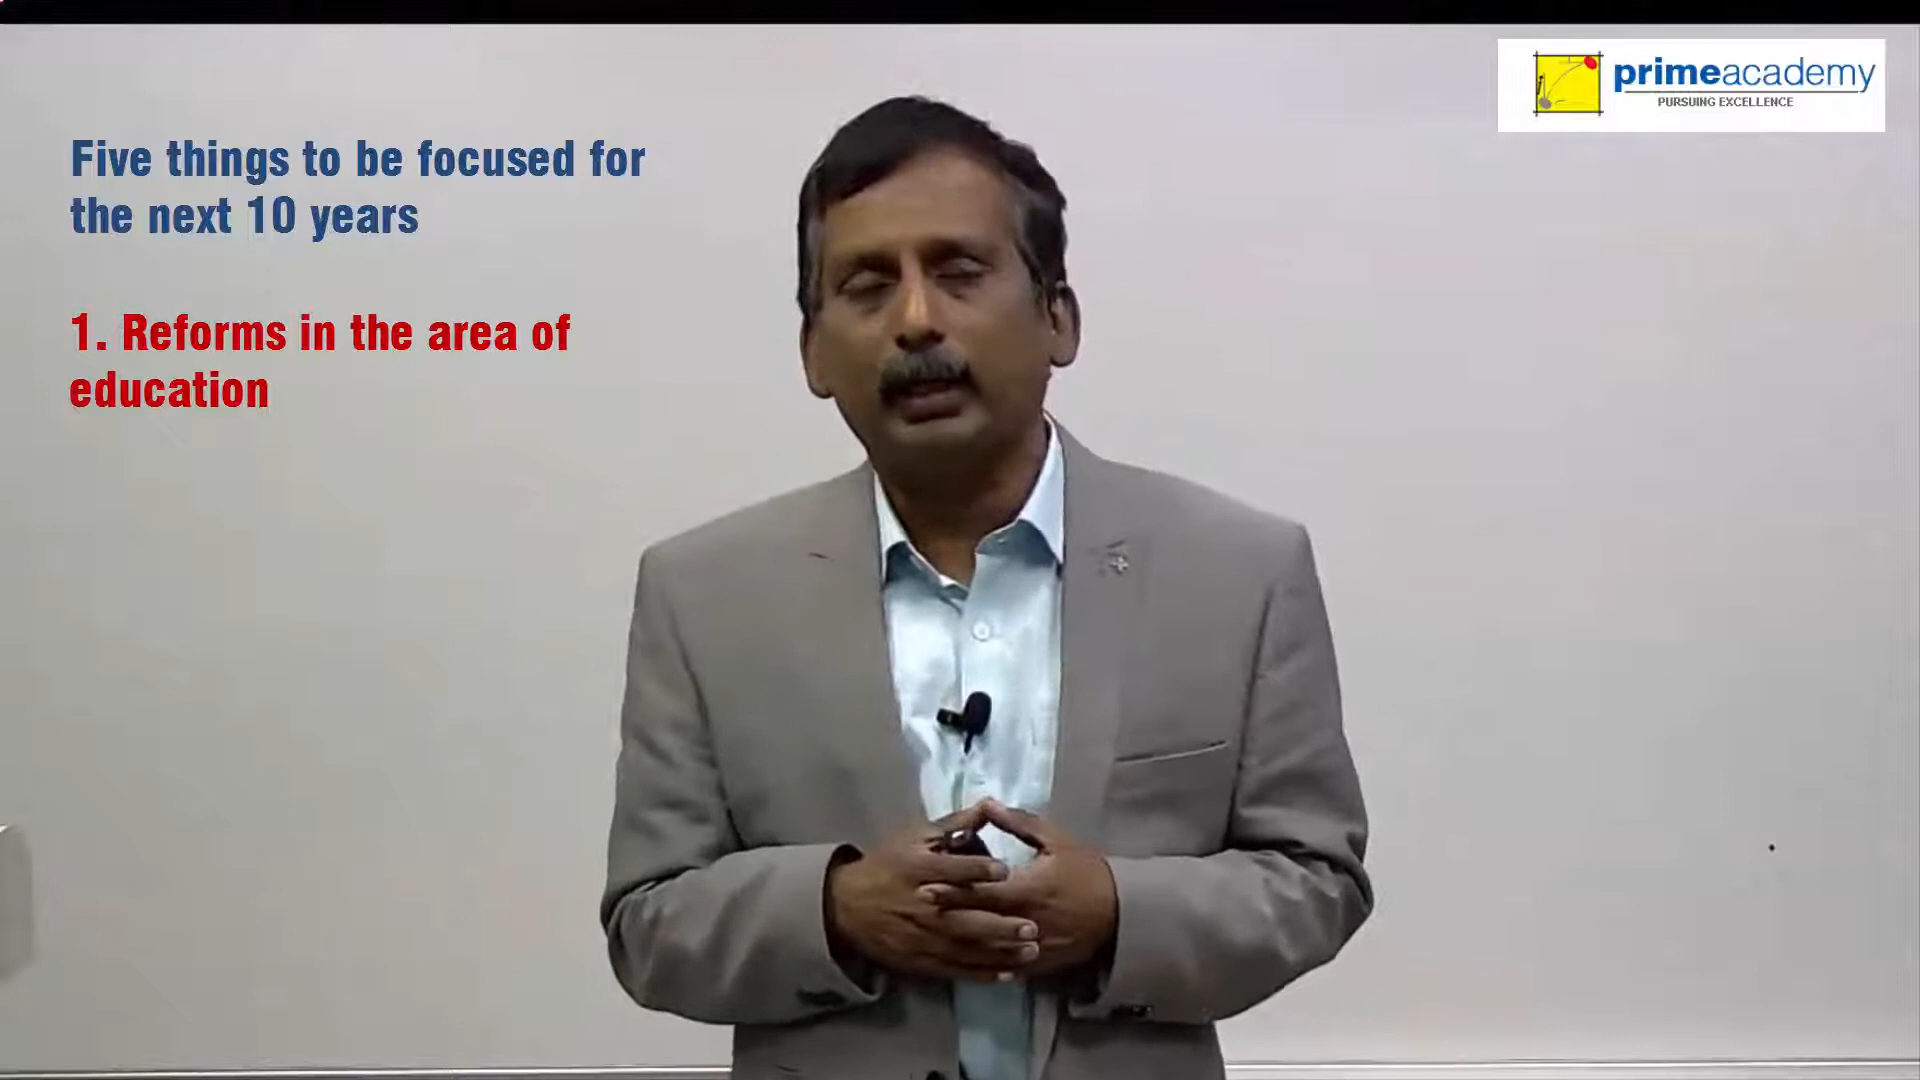 primeacademy
PURSUING EXCELLENCE
Five things to be focused for
the next 10 years
1. Reforms in the area of
education